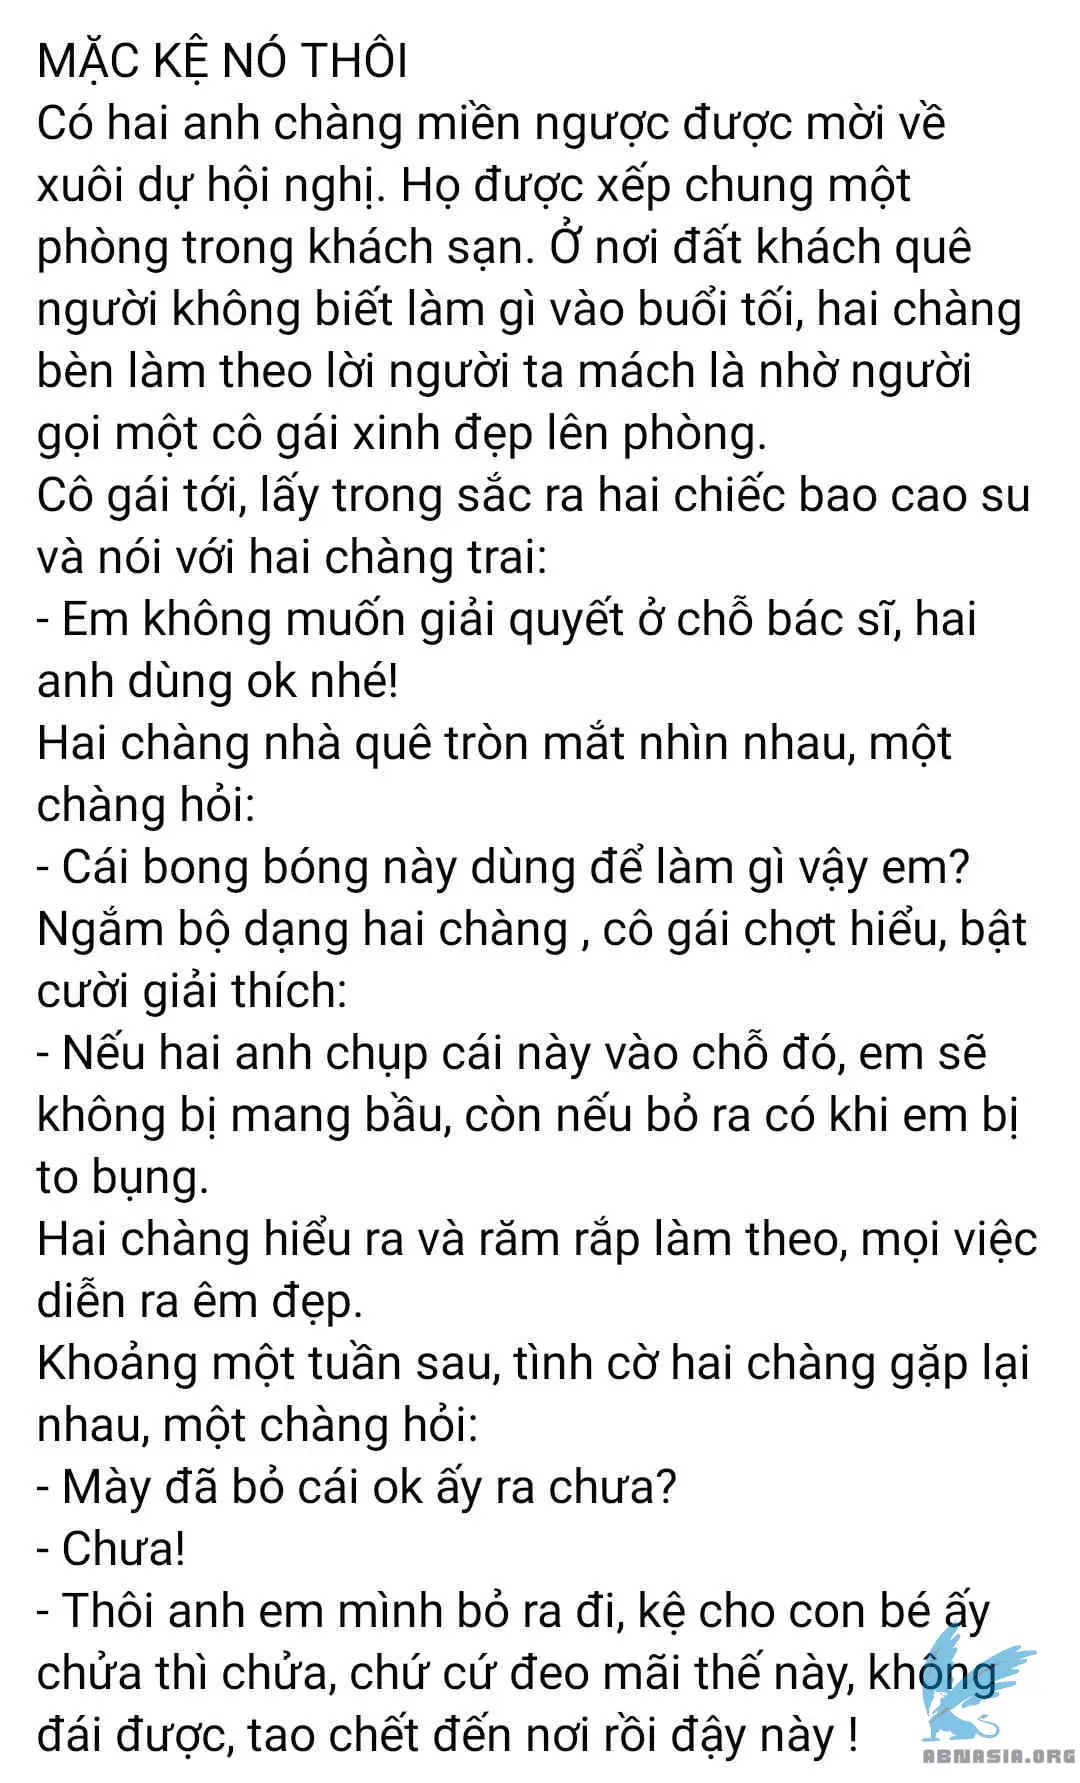 MẶC KỆ NÓ THÔI
Có hai anh chàng miền ngược được mời về
xuôi dự hội nghị. Họ được xếp chung một
phòng trong khách sạn. Ở nơi đất khách quê
người không biết làm gì vào buổi tối, hai chàng
bèn làm theo lời người ta mách là nhờ người
gọi một cô gái xinh đẹp lên phòng.
Cô gái tới, lấy trong sắc ra hai chiếc bao cao su
và nói với hai chàng trai:
- Em không muốn giải quyết ở chỗ bác sĩ, hai
anh dùng ok nhé!
Hai chàng nhà quê tròn mắt nhìn nhau, một
chàng hỏi:
- Cái bong bóng này dùng để làm gì vậy em?
Ngắm bộ dạng hai chàng , cô gái chợt hiểu, bật
cười giải thích:
- Nếu hai anh chụp cái này vào chỗ đó, em sẽ
không bị mang bầu, còn nếu bỏ ra có khi em bị
to bụng.
Hai chàng hiểu ra và răm rắp làm theo, mọi việc
diễn ra êm đẹp.
Khoảng một tuần sau, tình cờ hai chàng gặp lại
nhau, một chàng hỏi:
- Mày đã bỏ cái ok ấy ra chưa?
- Chưa!
- Thôi anh em mình bỏ ra đi, kệ cho con bé ấy
chửa thì chửa, chứ cứ đeo mãi thế này, không
đái được, tao chết đến nơi rồi đậy này !
ABNASIA.ORG